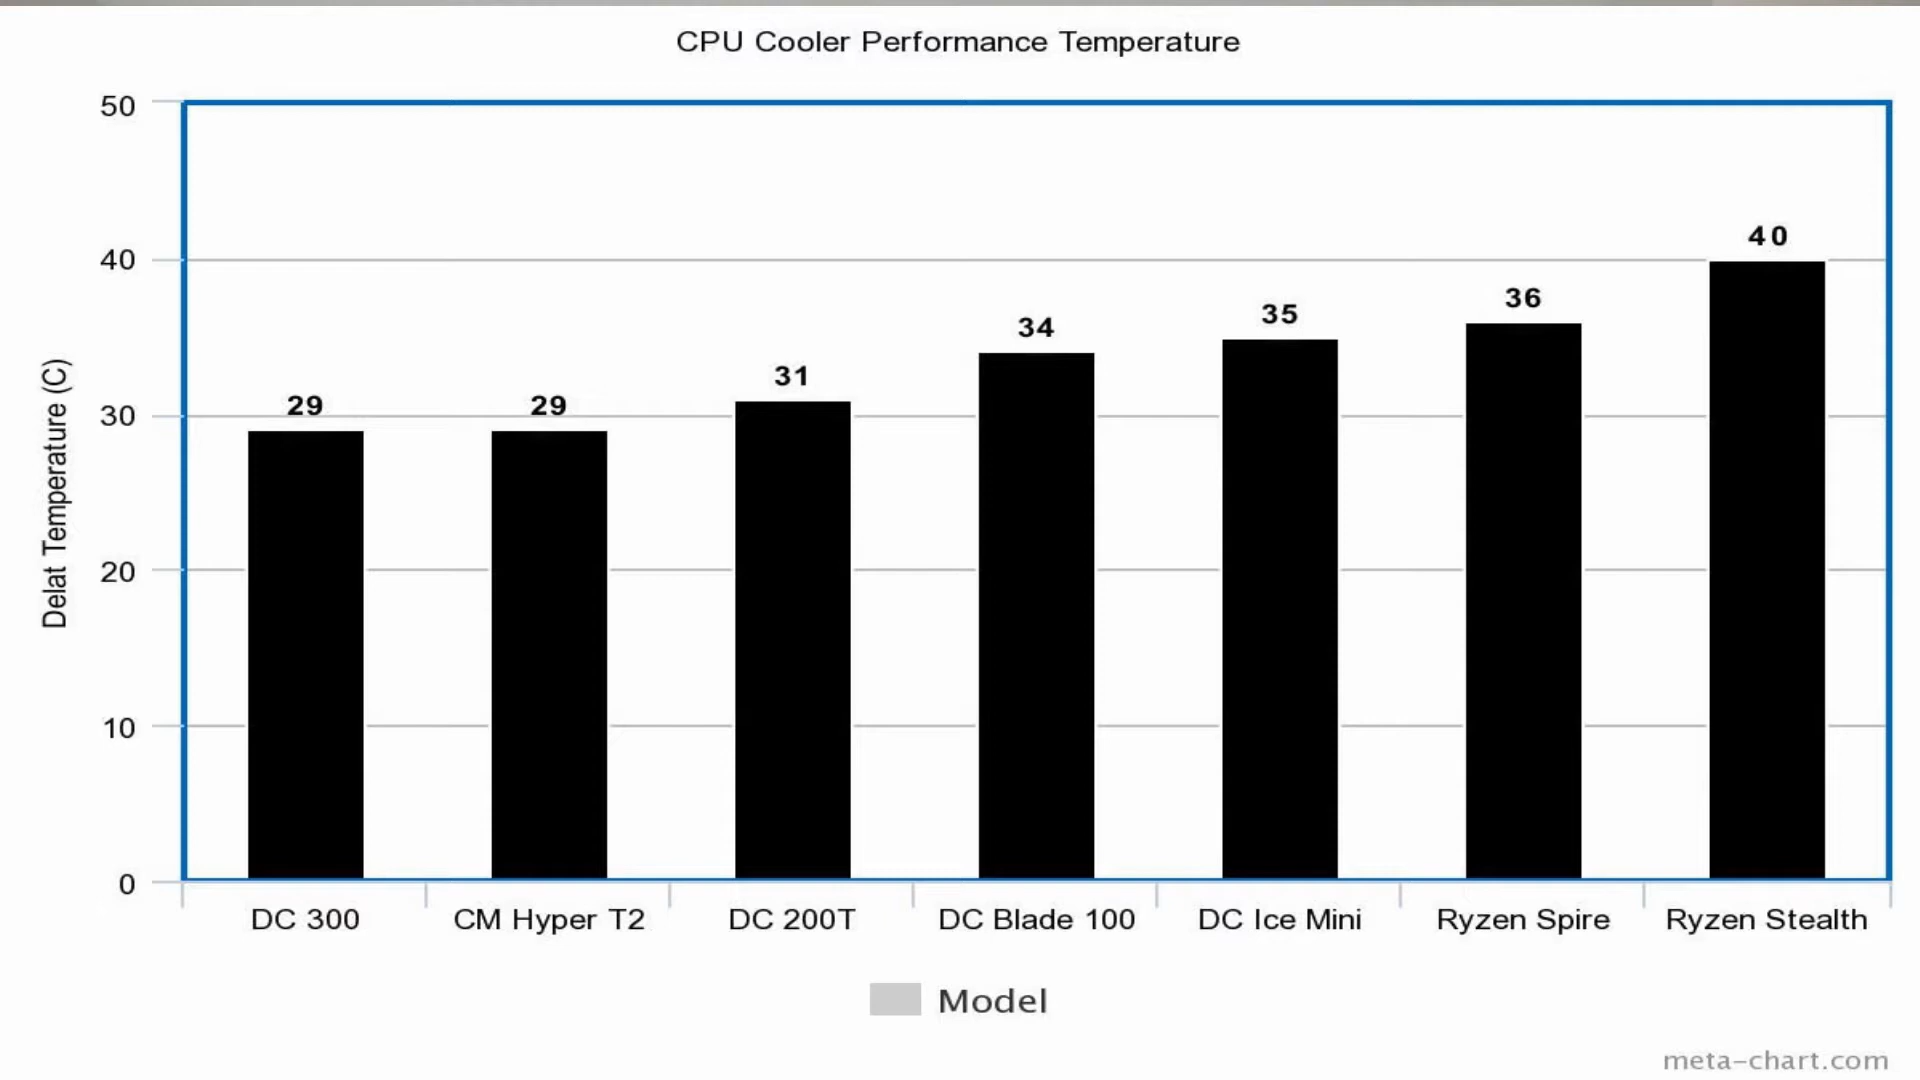 CPU Cooler Performance Temperature
50
40
30
20
10
0
Delat Temperature (C)
29
29
31
34
35
36
40
DC 300
CM Hyper T2
DC 200T
DC Blade 100
DC Ice Mini
Ryzen Spire
Ryzen Stealth
Model
meta-chart.com